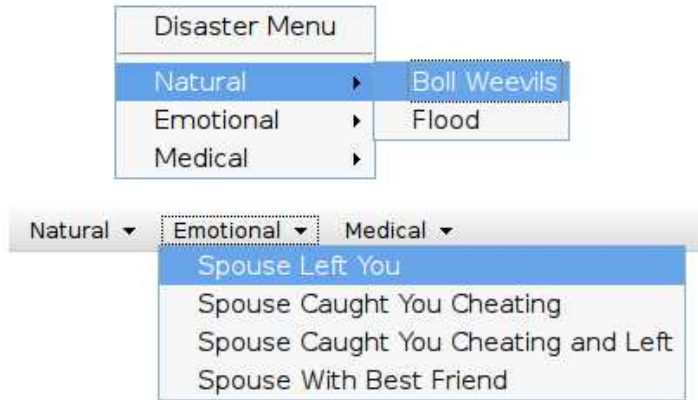 Disaster Menu
Natural Boll Weevils
Emotional Flood
Medical
Natural Emotional Medical
Spouse Left You
Spouse Caught You Cheating
Spouse Caught You Cheating and Left
Spouse With Best Friend